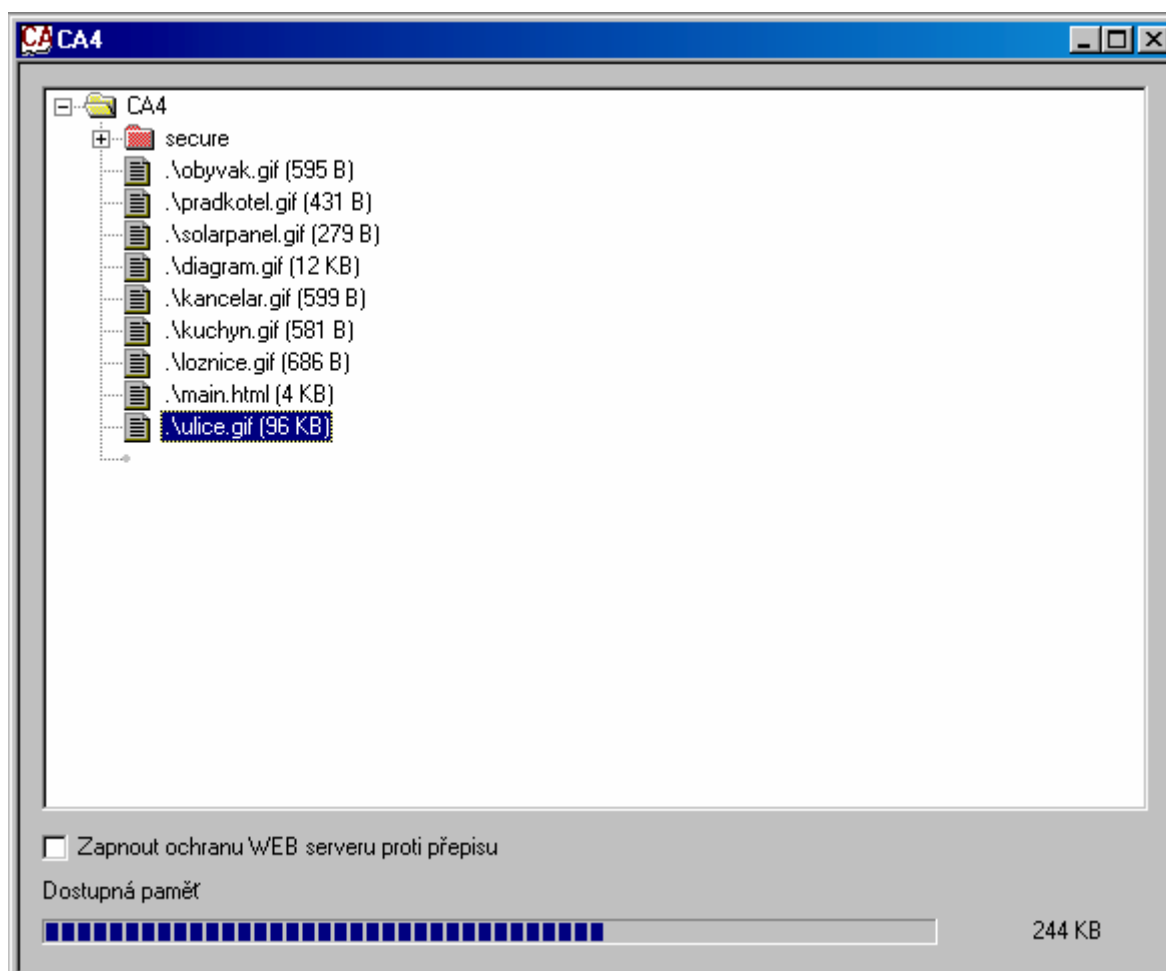 CA CA4
CA4
secure
.\obyvak.gif (595 B)
.\pradkotel.gif (431 B)
.\solarpanel.gif (279 B)
.\diagram.gif (12 KB)
.\kancelar.gif (599 B)
.\kuchyn.gif (581 B)
.\loznice.gif (686 B)
.\main.html (4 KB)
.\ulice.gif (96 KB)
Zapnout ochranu WEB serveru proti přepisu
Dostupná paměť
244 KB